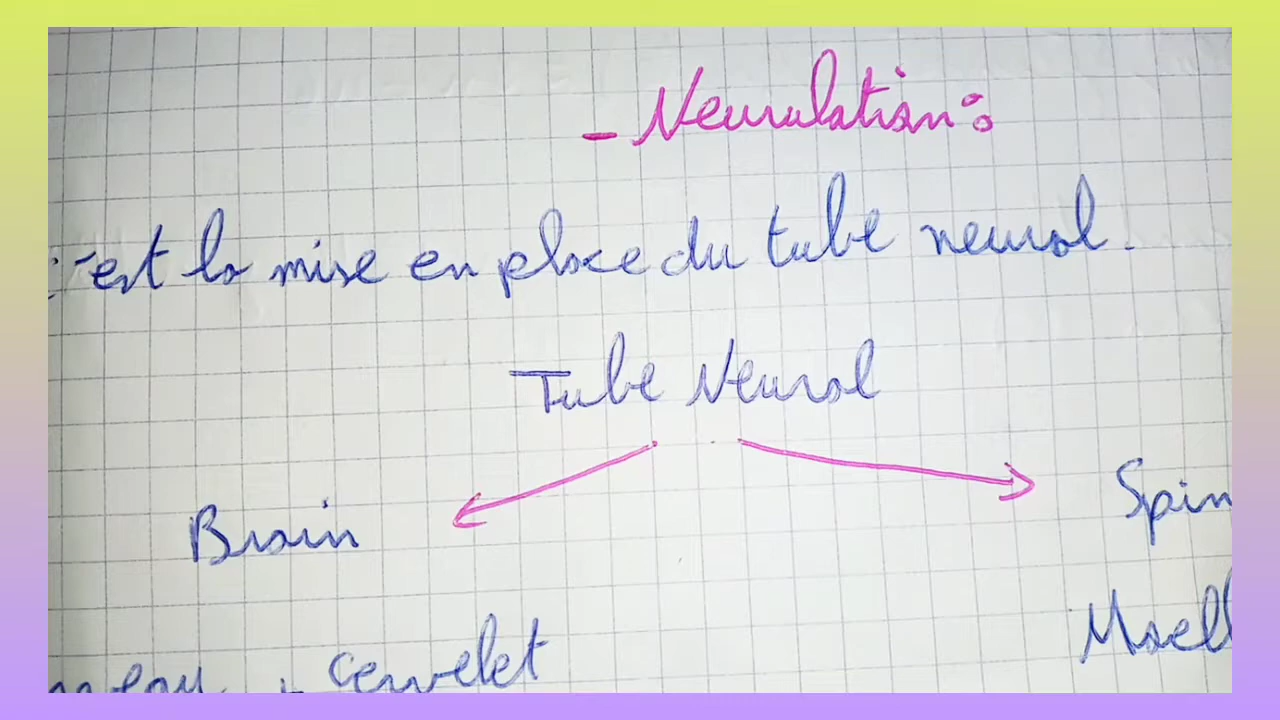 - Neurulation:
c'est la mise en place du tube neural.
Tube Neural
Brain
Spin
cervelet
Moell